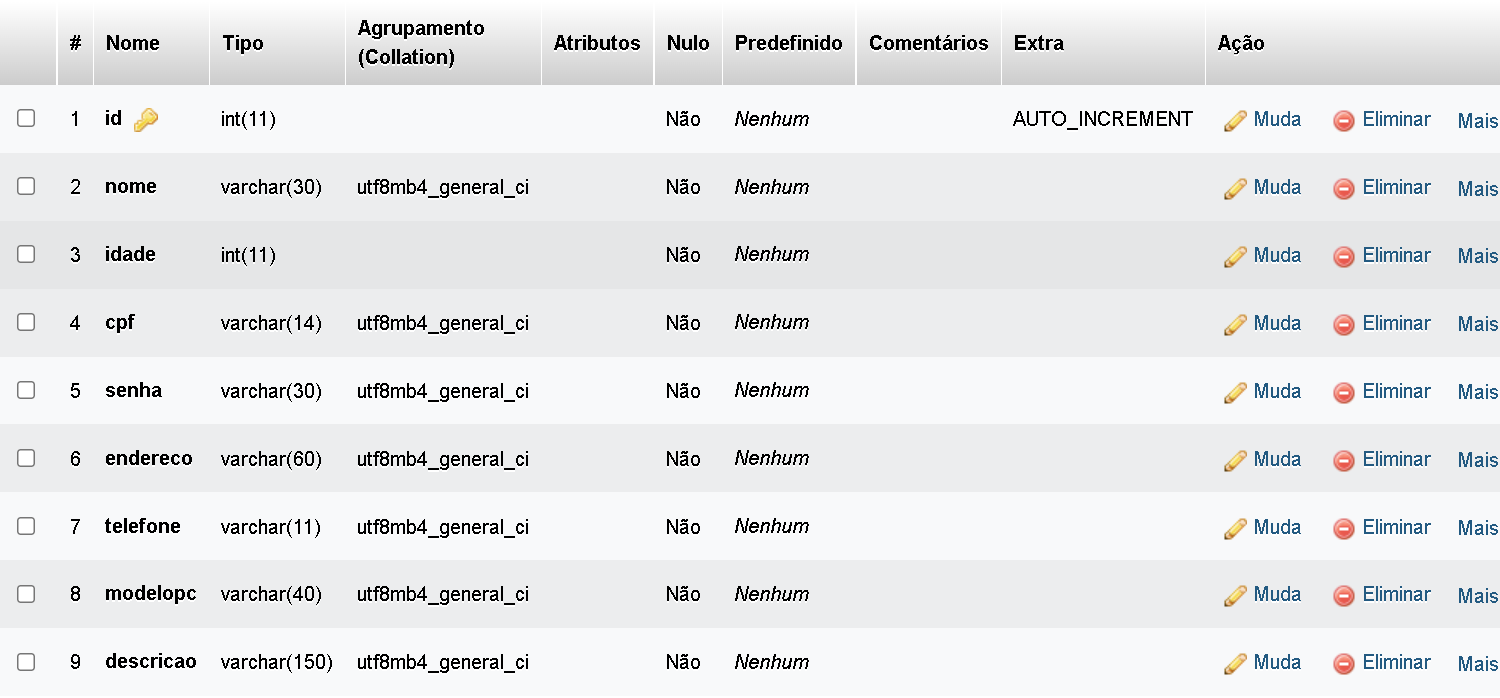 # Nome Tipo Agrupamento (Collation) Atributos Nulo Predefinido Comentários Extra Ação
1 id int(11) Não Nenhum AUTO_INCREMENT Muda Eliminar Mais
2 nome varchar(30) utf8mb4_general_ci Não Nenhum Muda Eliminar Mais
3 idade int(11) Não Nenhum Muda Eliminar Mais
4 cpf varchar(14) utf8mb4_general_ci Não Nenhum Muda Eliminar Mais
5 senha varchar(30) utf8mb4_general_ci Não Nenhum Muda Eliminar Mais
6 endereco varchar(60) utf8mb4_general_ci Não Nenhum Muda Eliminar Mais
7 telefone varchar(11) utf8mb4_general_ci Não Nenhum Muda Eliminar Mais
8 modelopc varchar(40) utf8mb4_general_ci Não Nenhum Muda Eliminar Mais
9 descricao varchar(150) utf8mb4_general_ci Não Nenhum Muda Eliminar Mais